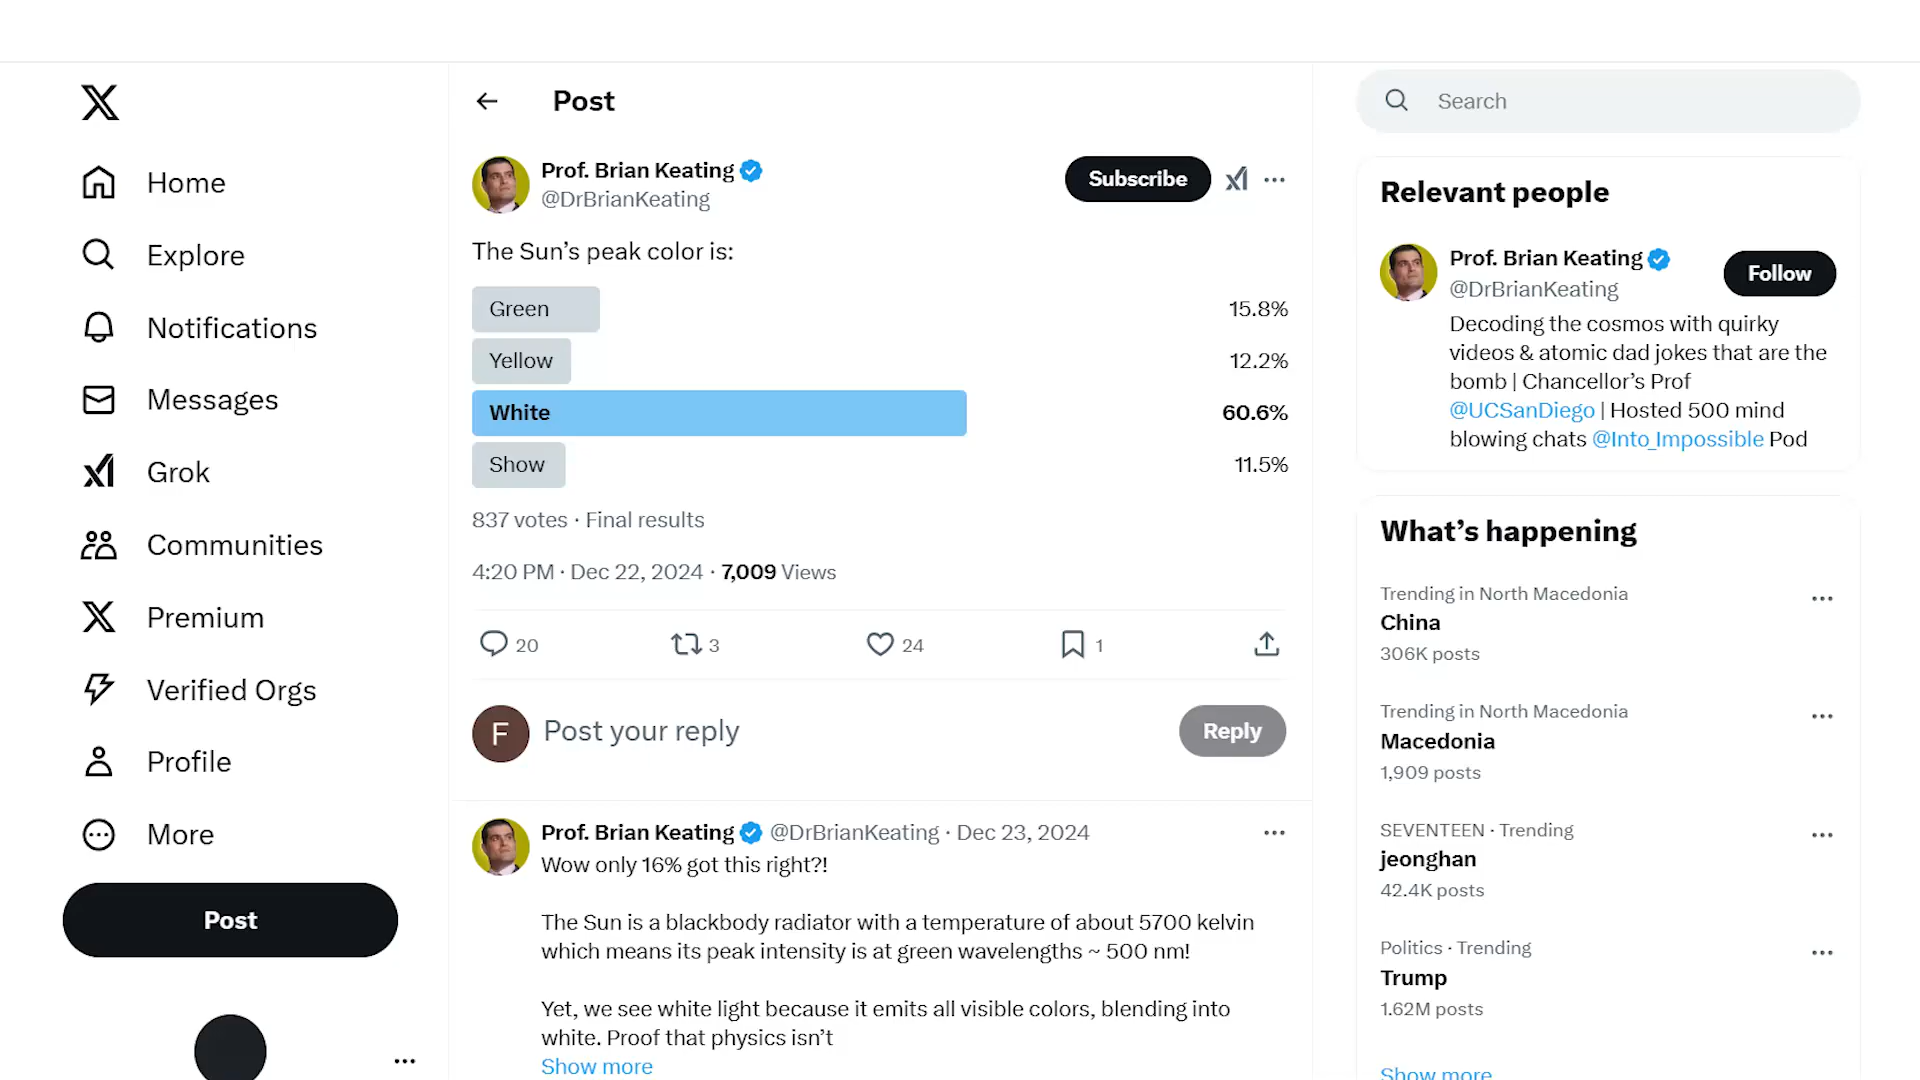 Home
Explore
Notifications
Messages
Grok
Communities
Premium
Verified Orgs
Profile
More
Post
Post
Prof. Brian Keating
@DrBrianKeating
Subscribe
The Sun’s peak color is:
Green 15.8%
Yellow 12.2%
White 60.6%
Show 11.5%
837 votes · Final results
4:20 PM · Dec 22, 2024 · 7,009 Views
20 3 24 1
F Post your reply Reply
Prof. Brian Keating @DrBrianKeating · Dec 23, 2024
Wow only 16% got this right?!
The Sun is a blackbody radiator with a temperature of about 5700 kelvin
which means its peak intensity is at green wavelengths ~ 500 nm!
Yet, we see white light because it emits all visible colors, blending into
white. Proof that physics isn’t
Show more
Search
Relevant people
Prof. Brian Keating
@DrBrianKeating
Follow
Decoding the cosmos with quirky
videos & atomic dad jokes that are the
bomb | Chancellor’s Prof
@UCSanDiego | Hosted 500 mind
blowing chats @Into_Impossible Pod
What’s happening
Trending in North Macedonia
China
306K posts
Trending in North Macedonia
Macedonia
1,909 posts
SEVENTEEN · Trending
jeonghan
42.4K posts
Politics · Trending
Trump
1.62M posts
Show more